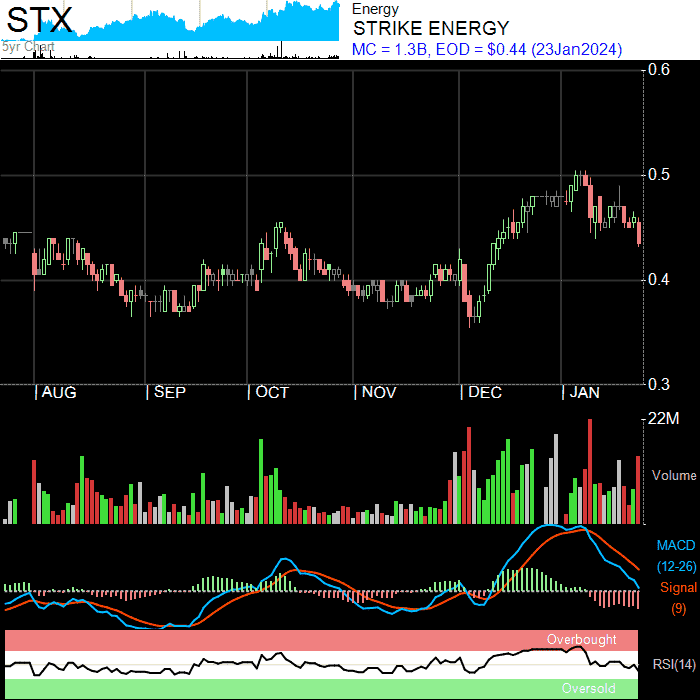 STX
5yr Chart
Energy
STRIKE ENERGY
MC = 1.3B, EOD = $0.44 (23Jan2024)
0.6
0.5
0.4
0.3
AUG SEP OCT NOV DEC JAN
22M
Volume
MACD
(12-26)
Signal
(9)
Overbought
RSI(14)
Oversold